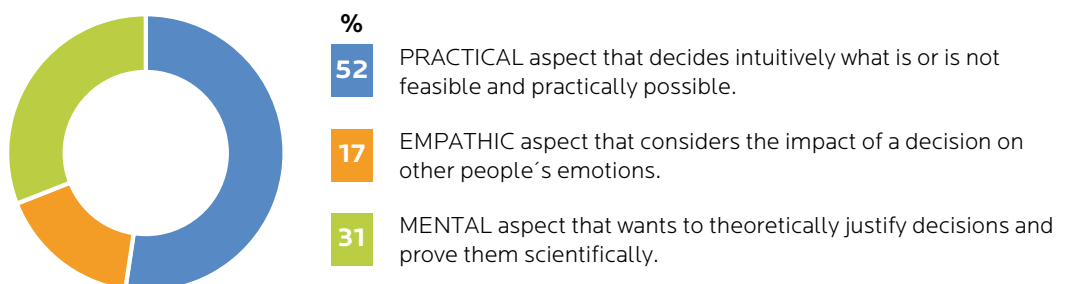 %
52
PRACTICAL aspect that decides intuitively what is or is not
feasible and practically possible.
17
EMPATHIC aspect that considers the impact of a decision on
other people´s emotions.
31
MENTAL aspect that wants to theoretically justify decisions and
prove them scientifically.